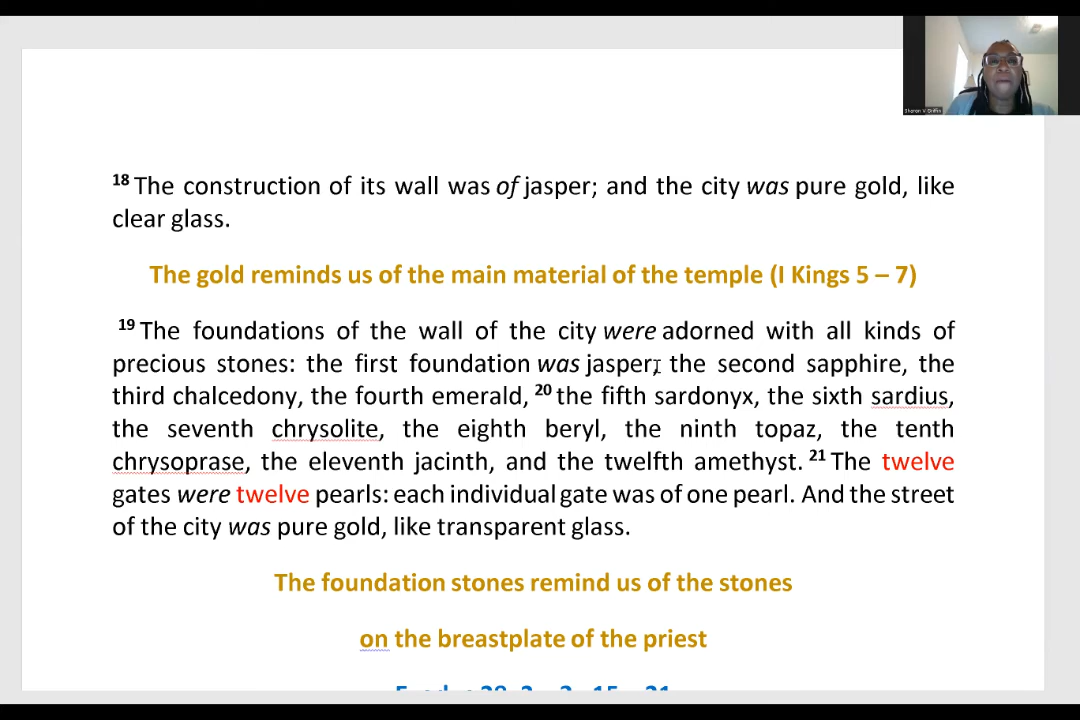 Sharon V Griffin
18 The construction of its wall was of jasper; and the city was pure gold, like
clear glass.
The gold reminds us of the main material of the temple (I Kings 5 – 7)
19 The foundations of the wall of the city were adorned with all kinds of
precious stones: the first foundation was jasper, the second sapphire, the
third chalcedony, the fourth emerald, 20 the fifth sardonyx, the sixth sardius,
the seventh chrysolite, the eighth beryl, the ninth topaz, the tenth
chrysoprase, the eleventh jacinth, and the twelfth amethyst. 21 The twelve
gates were twelve pearls: each individual gate was of one pearl. And the street
of the city was pure gold, like transparent glass.
The foundation stones remind us of the stones
on the breastplate of the priest
Exodus 28